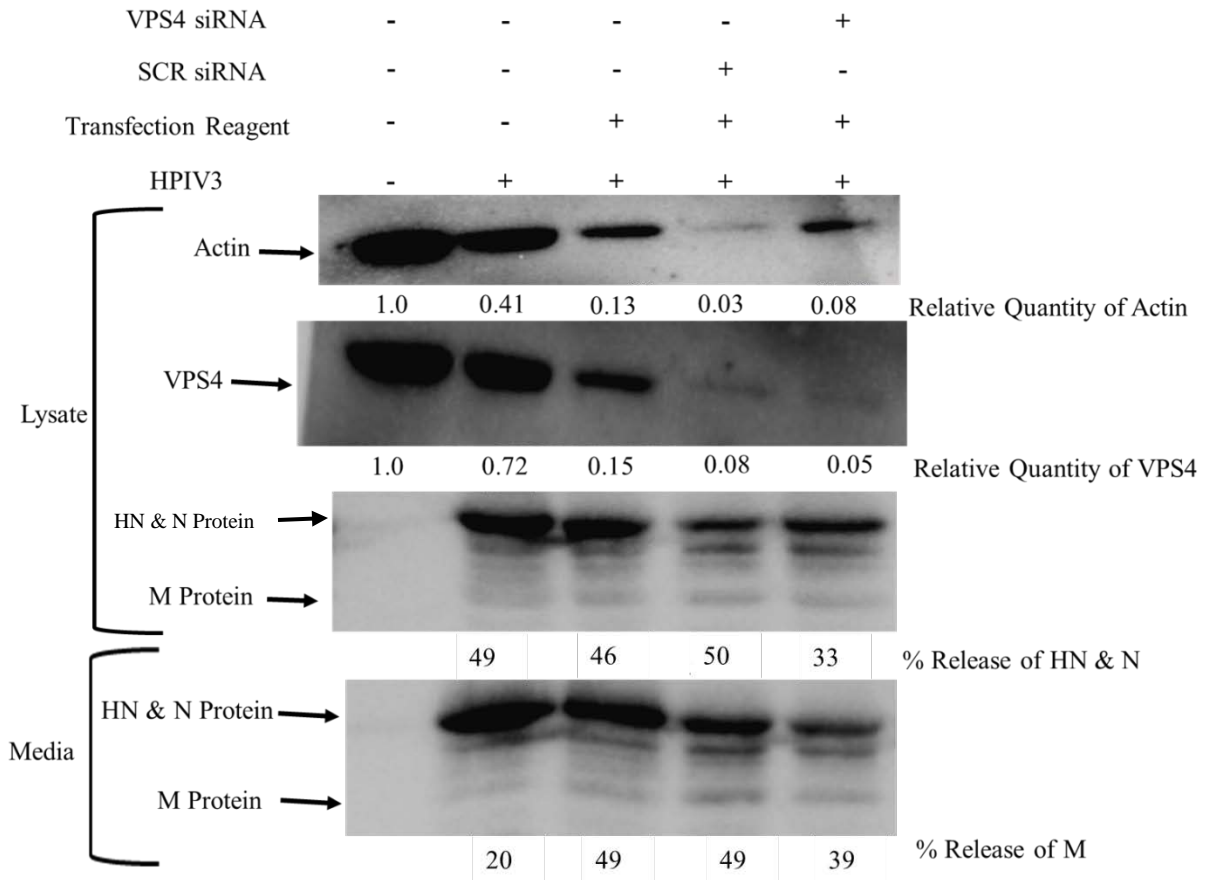 VPS4 siRNA - - - - +
SCR siRNA - - - + -
Transfection Reagent - - + + +
HPIV3 - + + + +
Actin
1.0 0.41 0.13 0.03 0.08 Relative Quantity of Actin
VPS4
Lysate
1.0 0.72 0.15 0.08 0.05 Relative Quantity of VPS4
HN & N Protein
M Protein
49 46 50 33 % Release of HN & N
HN & N Protein
Media
M Protein
20 49 49 39 % Release of M